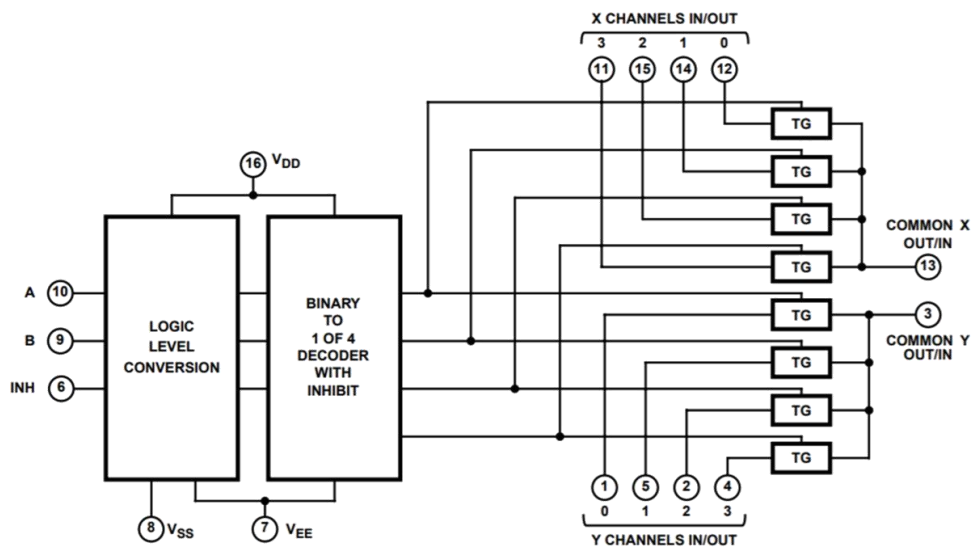 X CHANNELS IN/OUT
3 2 1 0
11 15 14 12
TG
TG
TG
TG
16 VDD
COMMON X
OUT/IN
13
A 10
B 9
INH 6
LOGIC
LEVEL
CONVERSION
BINARY
TO
1 OF 4
DECODER
WITH
INHIBIT
TG
TG
TG
TG
3
COMMON Y
OUT/IN
8 VSS
7 VEE
1 5 2 4
0 1 2 3
Y CHANNELS IN/OUT